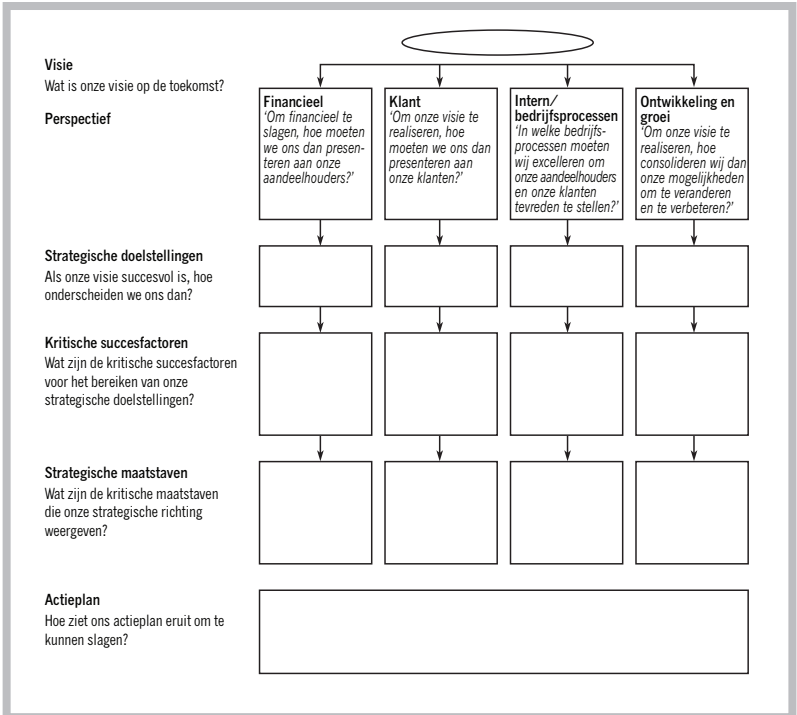 Visie
Wat is onze visie op de toekomst?
Perspectief
Financieel
‘Om financieel te
slagen, hoe moeten
we ons dan presen-
teren aan onze
aandeelhouders?’
Klant
‘Om onze visie te
realiseren, hoe
moeten we ons dan
presenteren aan
onze klanten?’
Intern/
bedrijfsprocessen
‘In welke bedrijfs-
processen moeten
wij excelleren om
onze aandeelhouders
en onze klanten
tevreden te stellen?’
Ontwikkeling en
groei
‘Om onze visie te
realiseren, hoe
consolideren wij dan
onze mogelijkheden
om te veranderen
en te verbeteren?’
Strategische doelstellingen
Als onze visie succesvol is, hoe
onderscheiden we ons dan?
Kritische succesfactoren
Wat zijn de kritische succesfactoren
voor het bereiken van onze
strategische doelstellingen?
Strategische maatstaven
Wat zijn de kritische maatstaven
die onze strategische richting
weergeven?
Actieplan
Hoe ziet ons actieplan eruit om te
kunnen slagen?